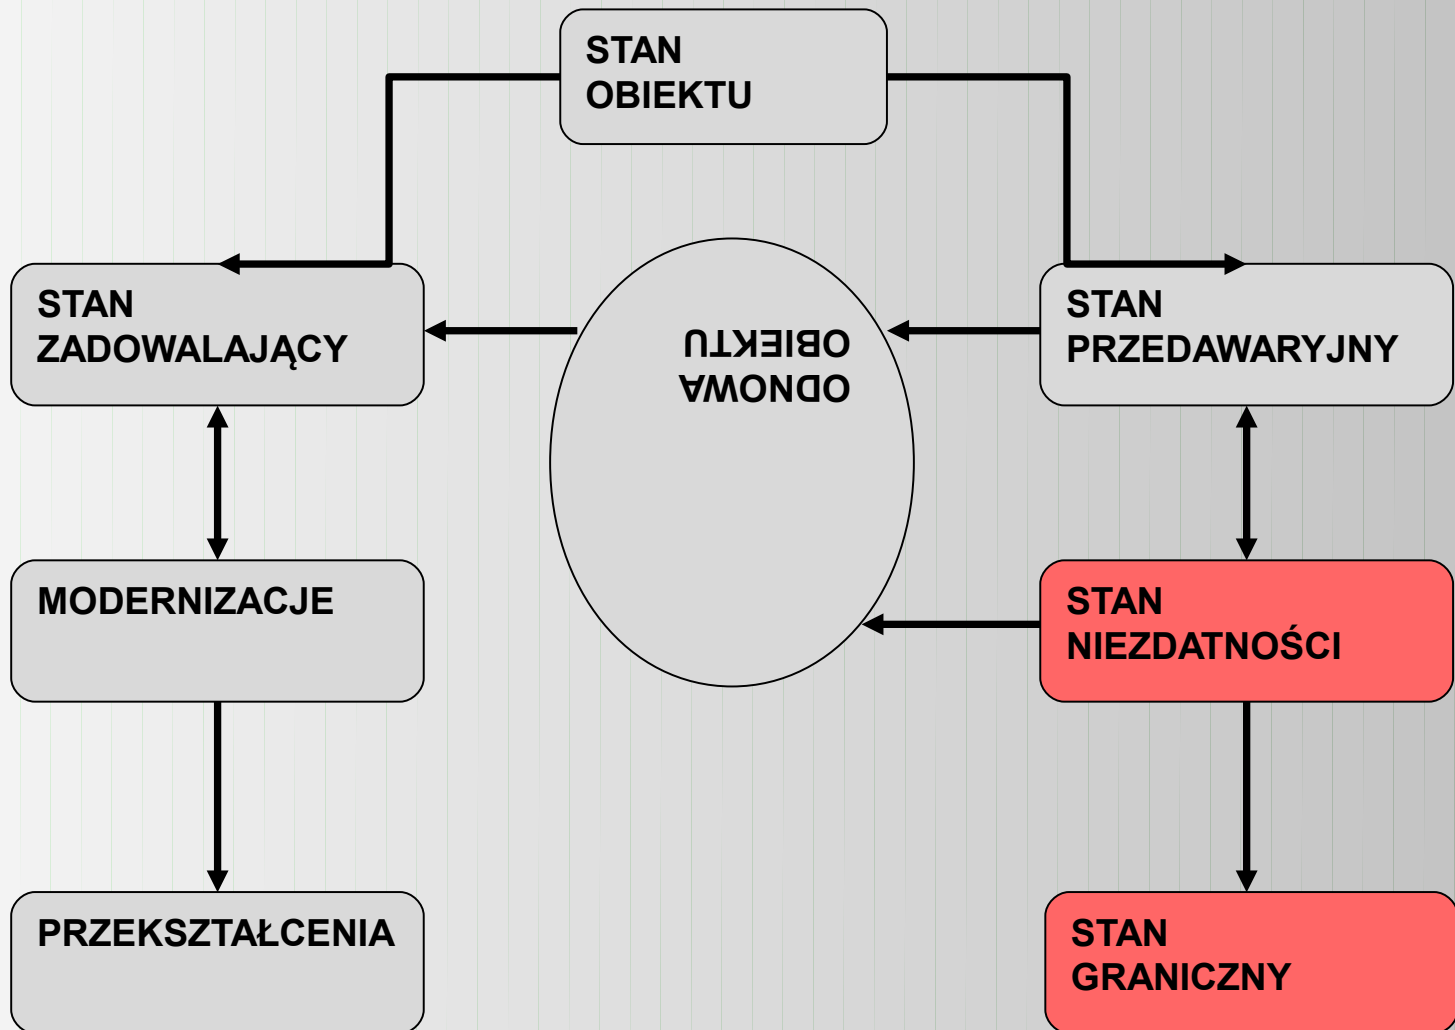 STAN
OBIEKTU
STAN
ZADOWALAJĄCY
ODNOWA
OBIEKTU
STAN
PRZEDAWARYJNY
MODERNIZACJE
STAN
NIEZDATNOŚCI
PRZEKSZTAŁCENIA
STAN
GRANICZNY